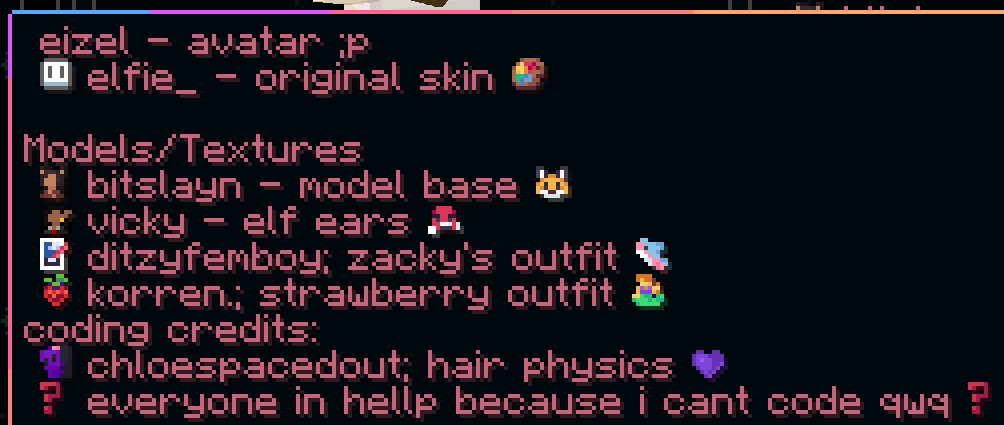 eizel - avatar ;p
elfie_ - original skin
Models/Textures
bitslayn - model base
vicky - elf ears
ditzyfemboy; zacky's outfit
korren.; strawberry outfit
coding credits:
chloespacedout; hair physics
? everyone in hellp because i cant code qwq ?